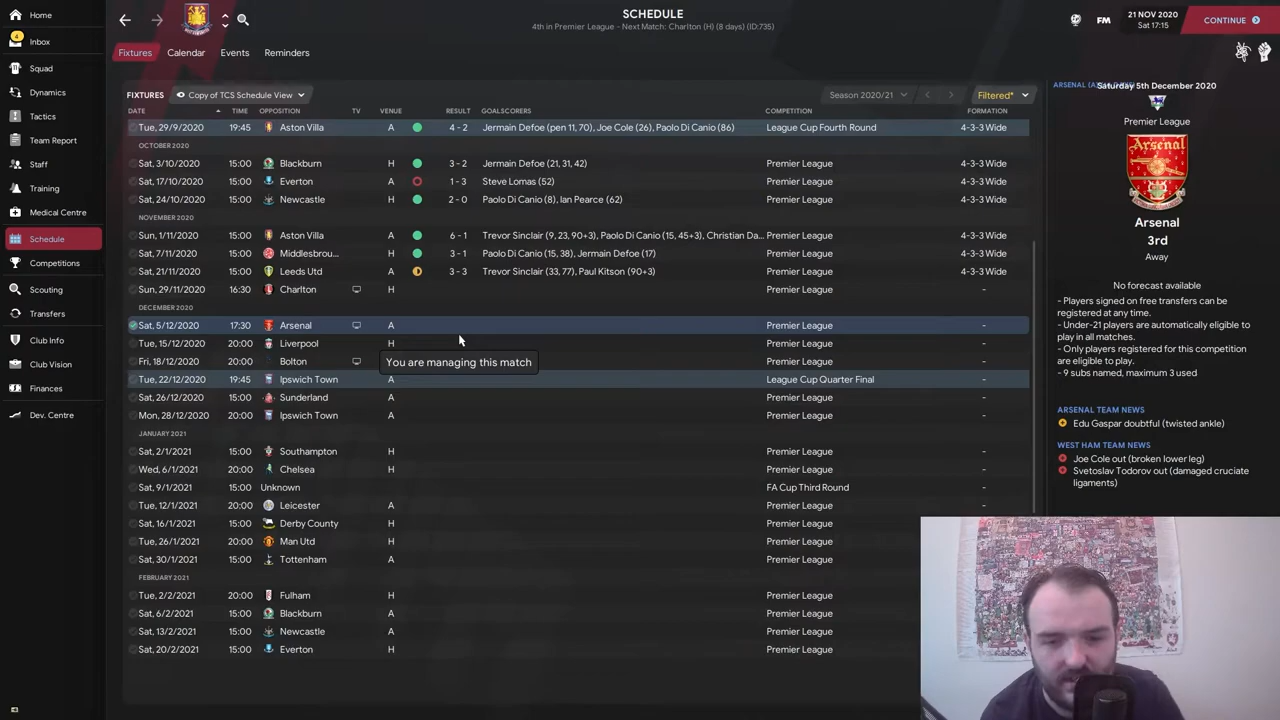 Home
4
Inbox
Squad
Dynamics
Tactics
Team Report
Staff
Training
Medical Centre
Schedule
Competitions
Scouting
Transfers
Club Info
Club Vision
Finances
Dev. Centre
SCHEDULE
4th in Premier League - Next Match: Charlton (H) (8 days) (ID:735)
FM
21 NOV 2020
Sat 17:15
CONTINUE
Fixtures Calendar Events Reminders
FIXTURES Copy of TCS Schedule View Season 2020/21 Filtered*
DATE TIME OPPOSITION TV VENUE RESULT GOALSCORERS COMPETITION FORMATION
Tue, 29/9/2020 19:45 Aston Villa A 4 - 2 Jermain Defoe (pen 11, 70), Joe Cole (26), Paolo Di Canio (86) League Cup Fourth Round 4-3-3 Wide
OCTOBER 2020
Sat, 3/10/2020 15:00 Blackburn H 3 - 2 Jermain Defoe (21, 31, 42) Premier League 4-3-3 Wide
Sat, 17/10/2020 15:00 Everton A 1 - 2 Steve Lomas (52) Premier League 4-3-3 Wide
Sat, 24/10/2020 15:00 Newcastle H 2 - 0 Paolo Di Canio (8), Ian Pearce (62) Premier League 4-3-3 Wide
NOVEMBER 2020
Sun, 1/11/2020 15:00 Aston Villa A 6 - 1 Trevor Sinclair (9, 23, 90+3), Paolo Di Canio (15, 45+3), Christian Da... Premier League 4-3-3 Wide
Sat, 7/11/2020 15:00 Middlesbrou... H 3 - 1 Paolo Di Canio (15, 38), Jermain Defoe (17) Premier League 4-3-3 Wide
Sat, 21/11/2020 15:00 Leeds Utd A 3 - 3 Trevor Sinclair (33, 77), Paul Kitson (90+3) Premier League 4-3-3 Wide
Sun, 29/11/2020 16:30 Charlton H Premier League -
DECEMBER 2020
Sat, 5/12/2020 17:30 Arsenal A Premier League -
Tue, 15/12/2020 20:00 Liverpool H Premier League -
Fri, 18/12/2020 20:00 Bolton Premier League -
You are managing this match
Tue, 22/12/2020 19:45 Ipswich Town A League Cup Quarter Final -
Sat, 26/12/2020 15:00 Sunderland A Premier League -
Mon, 28/12/2020 20:00 Ipswich Town A Premier League -
JANUARY 2021
Sat, 2/1/2021 15:00 Southampton H Premier League -
Wed, 6/1/2021 20:00 Chelsea H Premier League -
Sat, 9/1/2021 15:00 Unknown FA Cup Third Round -
Tue, 12/1/2021 20:00 Leicester A Premier League -
Sat, 16/1/2021 15:00 Derby County H Premier League
Tue, 26/1/2021 20:00 Man Utd H Premier League
Sat, 30/1/2021 15:00 Tottenham A Premier League
FEBRUARY 2021
Tue, 2/2/2021 20:00 Fulham H Premier League
Sat, 6/2/2021 15:00 Blackburn A Premier League
Sat, 13/2/2021 15:00 Newcastle A Premier League
Sat, 20/2/2021 15:00 Everton H Premier League
Saturday 5th December 2020
Premier League
Arsenal
Arsenal
3rd
Away
No forecast available
- Players signed on free transfers can be
registered at any time.
- Under-21 players are automatically eligible to
play in all matches.
- Only players registered for this competition
are eligible to play.
- 9 subs named, maximum 3 used
ARSENAL TEAM NEWS
Edu Gaspar doubtful (twisted ankle)
WEST HAM TEAM NEWS
Joe Cole out (broken lower leg)
Svetoslav Todorov out (damaged cruciate
ligaments)